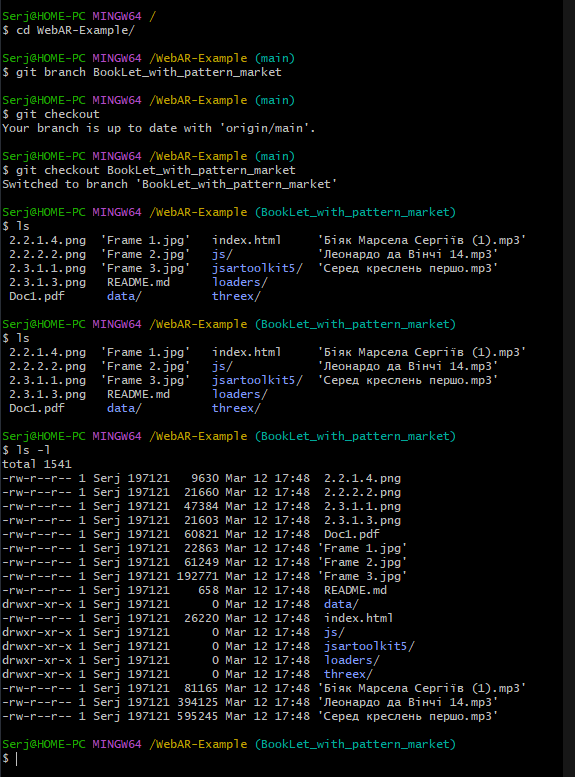 Serj@HOME-PC MINGW64 /
$ cd WebAR-Example/
Serj@HOME-PC MINGW64 /WebAR-Example (main)
$ git branch BookLet_with_pattern_market
Serj@HOME-PC MINGW64 /WebAR-Example (main)
$ git checkout
Your branch is up to date with 'origin/main'.
Serj@HOME-PC MINGW64 /WebAR-Example (main)
$ git checkout BookLet_with_pattern_market
Switched to branch 'BookLet_with_pattern_market'
Serj@HOME-PC MINGW64 /WebAR-Example (BookLet_with_pattern_market)
$ ls
2.2.1.4.png 'Frame 1.jpg' index.html 'Біяк Марсела Сергіїв (1).mp3'
2.2.2.2.png 'Frame 2.jpg' js/ 'Леонардо да Вінчі 14.mp3'
2.3.1.1.png 'Frame 3.jpg' jsartoolkit5/ 'Серед креслень першо.mp3'
2.3.1.3.png README.md loaders/
Doc1.pdf data/ threex/
Serj@HOME-PC MINGW64 /WebAR-Example (BookLet_with_pattern_market)
$ ls
2.2.1.4.png 'Frame 1.jpg' index.html 'Біяк Марсела Сергіїв (1).mp3'
2.2.2.2.png 'Frame 2.jpg' js/ 'Леонардо да Вінчі 14.mp3'
2.3.1.1.png 'Frame 3.jpg' jsartoolkit5/ 'Серед креслень першо.mp3'
2.3.1.3.png README.md loaders/
Doc1.pdf data/ threex/
Serj@HOME-PC MINGW64 /WebAR-Example (BookLet_with_pattern_market)
$ ls -l
total 1541
-rw-r--r-- 1 Serj 197121 9630 Mar 12 17:48 2.2.1.4.png
-rw-r--r-- 1 Serj 197121 21660 Mar 12 17:48 2.2.2.2.png
-rw-r--r-- 1 Serj 197121 47384 Mar 12 17:48 2.3.1.1.png
-rw-r--r-- 1 Serj 197121 21603 Mar 12 17:48 2.3.1.3.png
-rw-r--r-- 1 Serj 197121 60821 Mar 12 17:48 Doc1.pdf
-rw-r--r-- 1 Serj 197121 22863 Mar 12 17:48 'Frame 1.jpg'
-rw-r--r-- 1 Serj 197121 61249 Mar 12 17:48 'Frame 2.jpg'
-rw-r--r-- 1 Serj 197121 192771 Mar 12 17:48 'Frame 3.jpg'
-rw-r--r-- 1 Serj 197121 658 Mar 12 17:48 README.md
drwxr-xr-x 1 Serj 197121 0 Mar 12 17:48 data/
-rw-r--r-- 1 Serj 197121 26220 Mar 12 17:48 index.html
drwxr-xr-x 1 Serj 197121 0 Mar 12 17:48 js/
drwxr-xr-x 1 Serj 197121 0 Mar 12 17:48 jsartoolkit5/
drwxr-xr-x 1 Serj 197121 0 Mar 12 17:48 loaders/
drwxr-xr-x 1 Serj 197121 0 Mar 12 17:48 threex/
-rw-r--r-- 1 Serj 197121 81165 Mar 12 17:48 'Біяк Марсела Сергіїв (1).mp3'
-rw-r--r-- 1 Serj 197121 394125 Mar 12 17:48 'Леонардо да Вінчі 14.mp3'
-rw-r--r-- 1 Serj 197121 595245 Mar 12 17:48 'Серед креслень першо.mp3'
Serj@HOME-PC MINGW64 /WebAR-Example (BookLet_with_pattern_market)
$